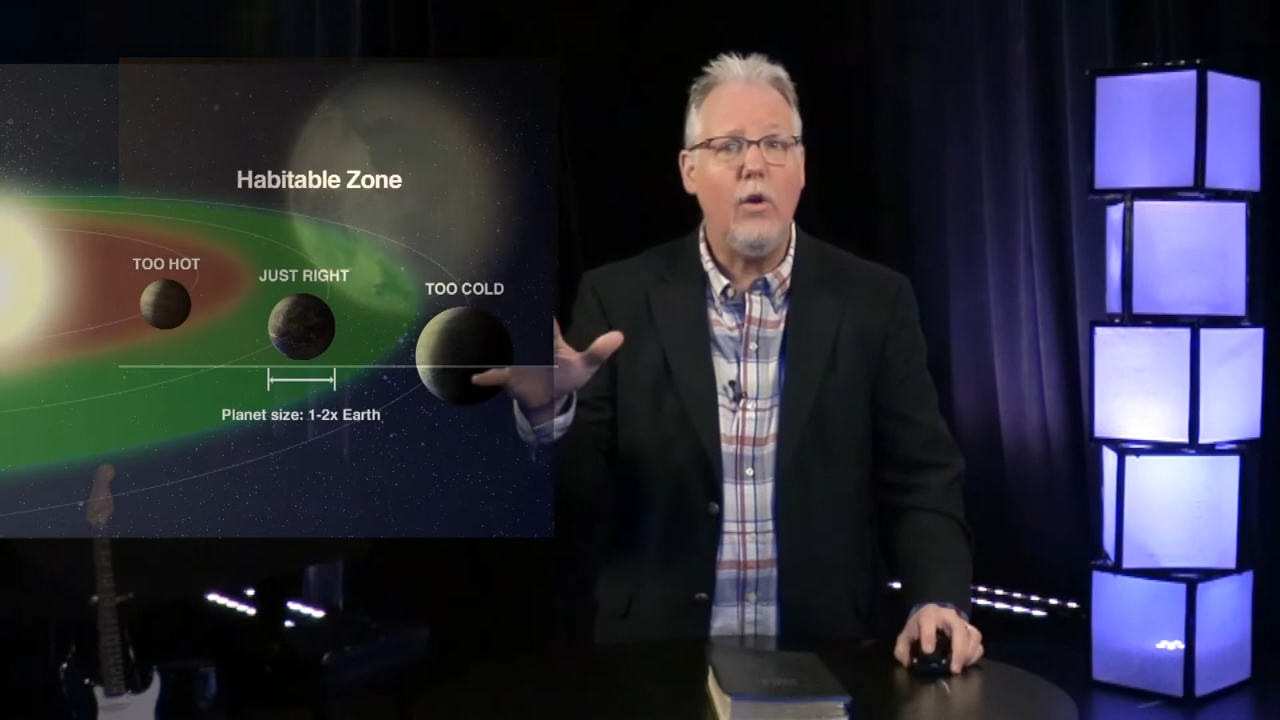 Habitable Zone
TOO HOT
JUST RIGHT
TOO COLD
Planet size: 1-2x Earth